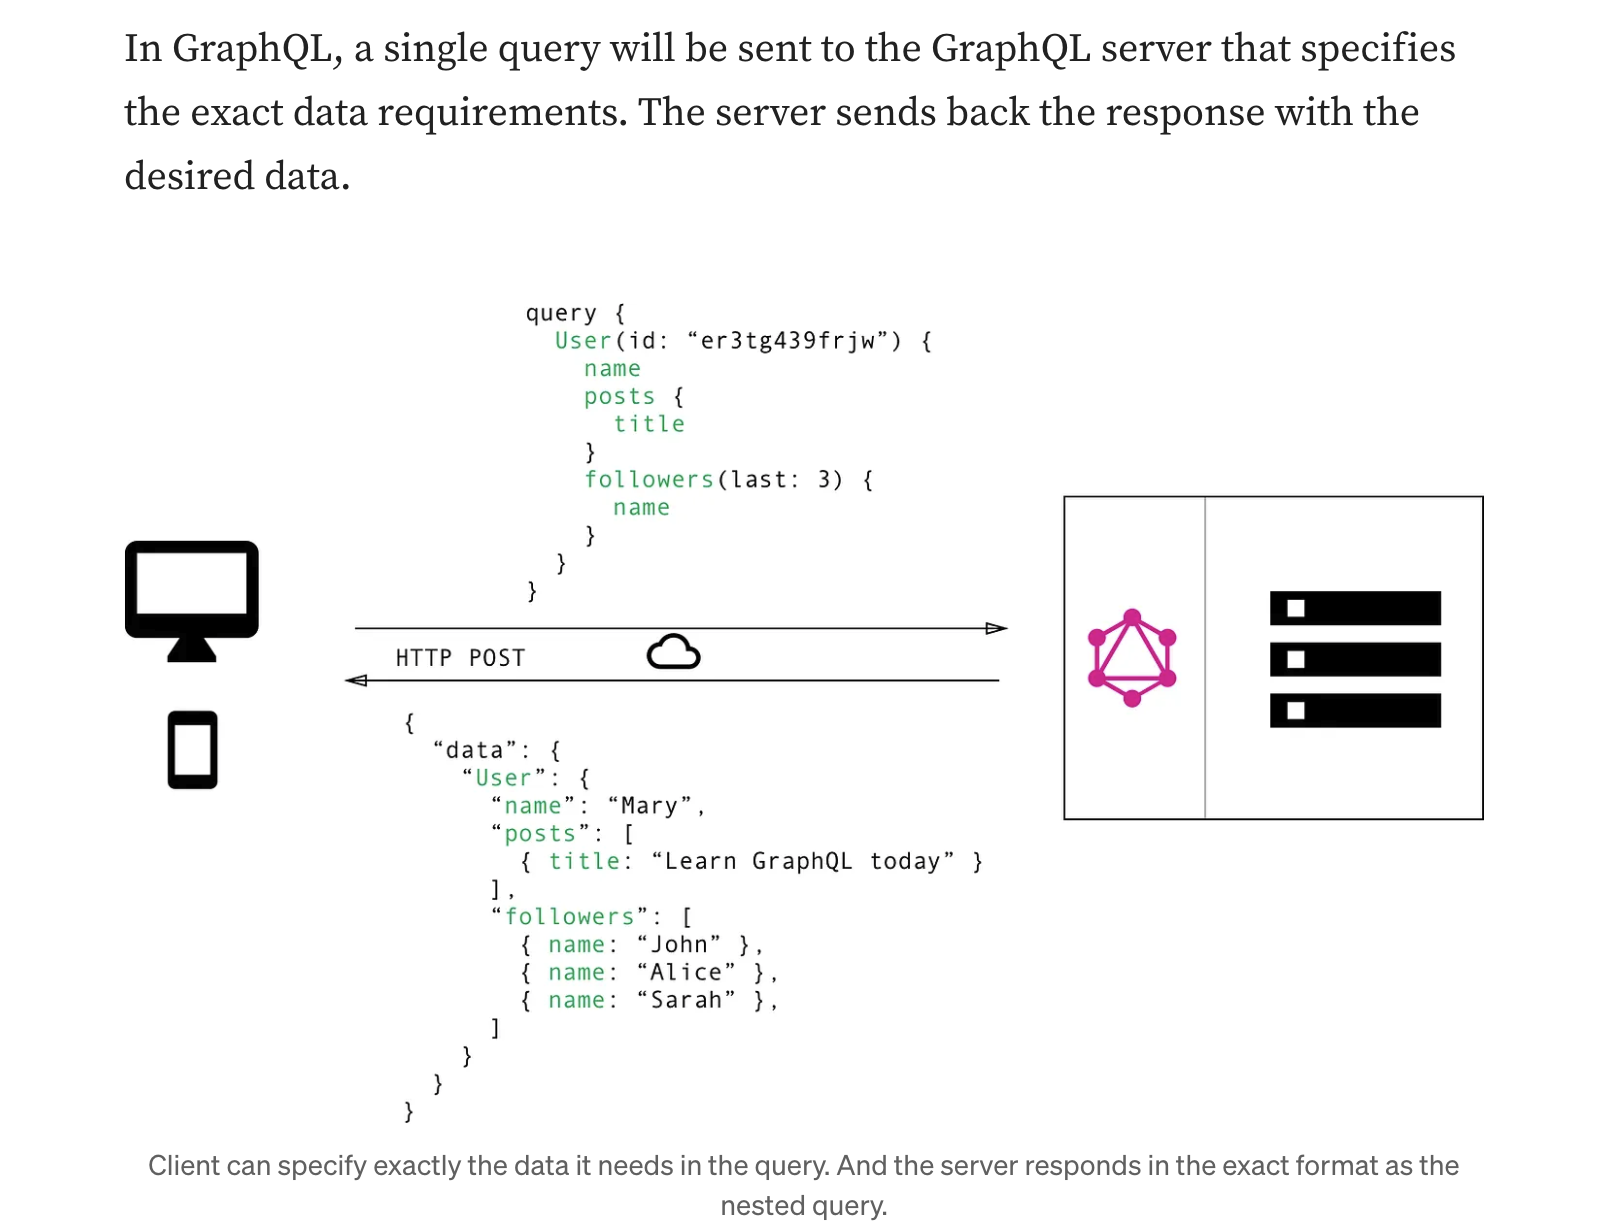 In GraphQL, a single query will be sent to the GraphQL server that specifies
the exact data requirements. The server sends back the response with the
desired data.
query {
  User(id: “er3tg439frjw”) {
    name
    posts {
      title
    }
    followers(last: 3) {
      name
    }
  }
}
HTTP POST
{
  “data”: {
    “User”: {
      “name”: “Mary”,
      “posts”: [
        { title: “Learn GraphQL today” }
      ],
      “followers”: [
        { name: “John” },
        { name: “Alice” },
        { name: “Sarah” },
      ]
    }
  }
}
Client can specify exactly the data it needs in the query. And the server responds in the exact format as the
nested query.